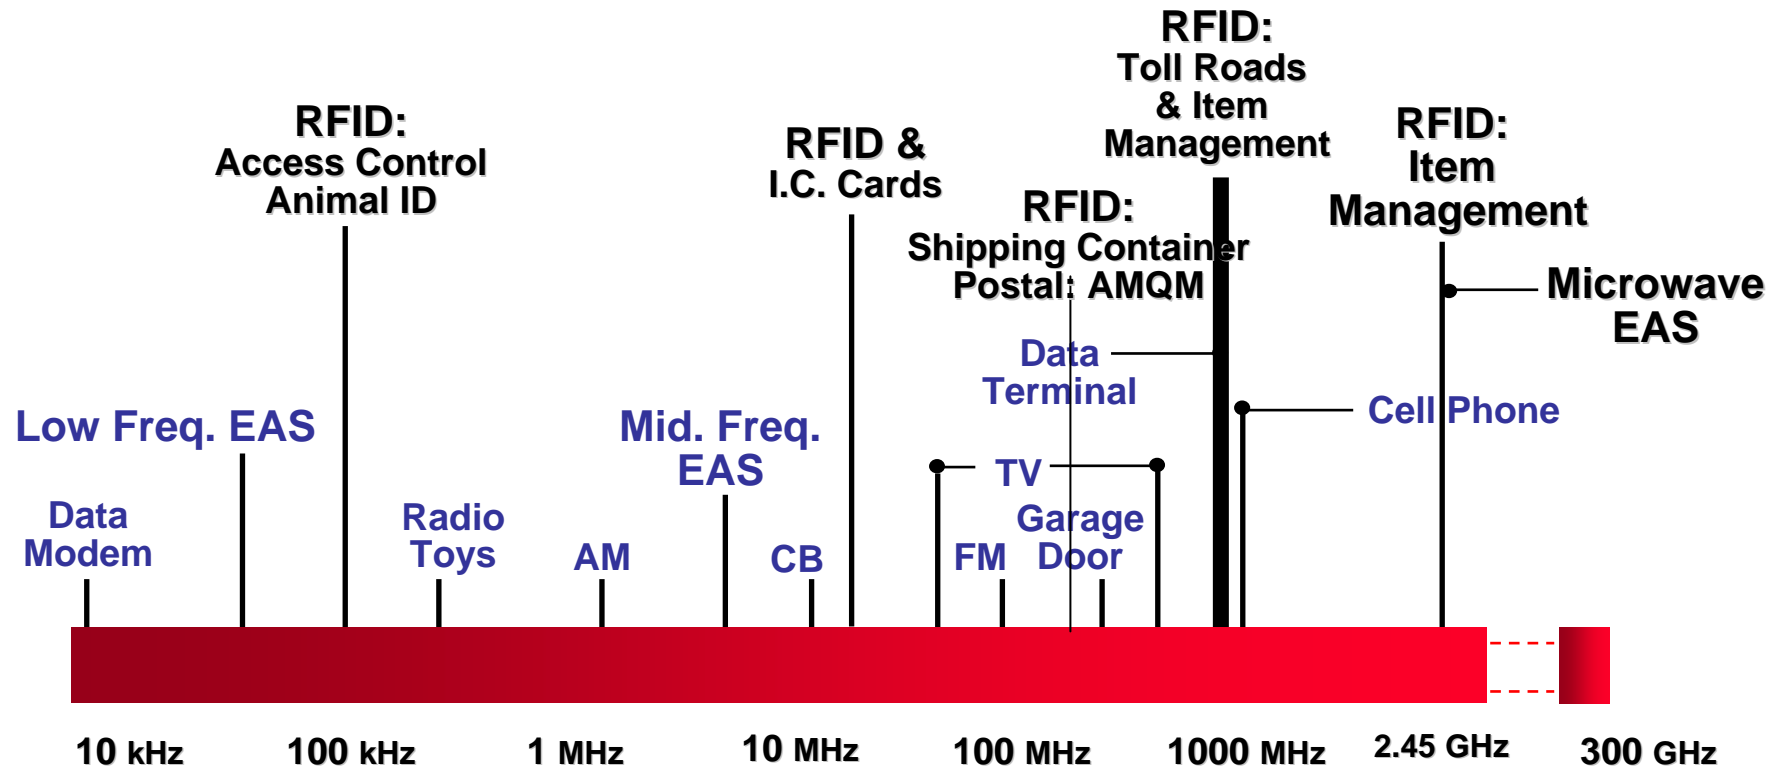 RFID:
Toll Roads
& Item
Management
RFID:
Access Control
Animal ID
RFID &
I.C. Cards
RFID:
Shipping Container
Postal: AMQM
RFID:
Item
Management
Microwave
EAS
Data
Terminal
Cell Phone
Low Freq. EAS
Mid. Freq.
EAS
TV
Data
Modem
Radio
Toys
AM
CB
FM
Garage
Door
10 kHz
100 kHz
1 MHz
10 MHz
100 MHz
1000 MHz
2.45 GHz
300 GHz